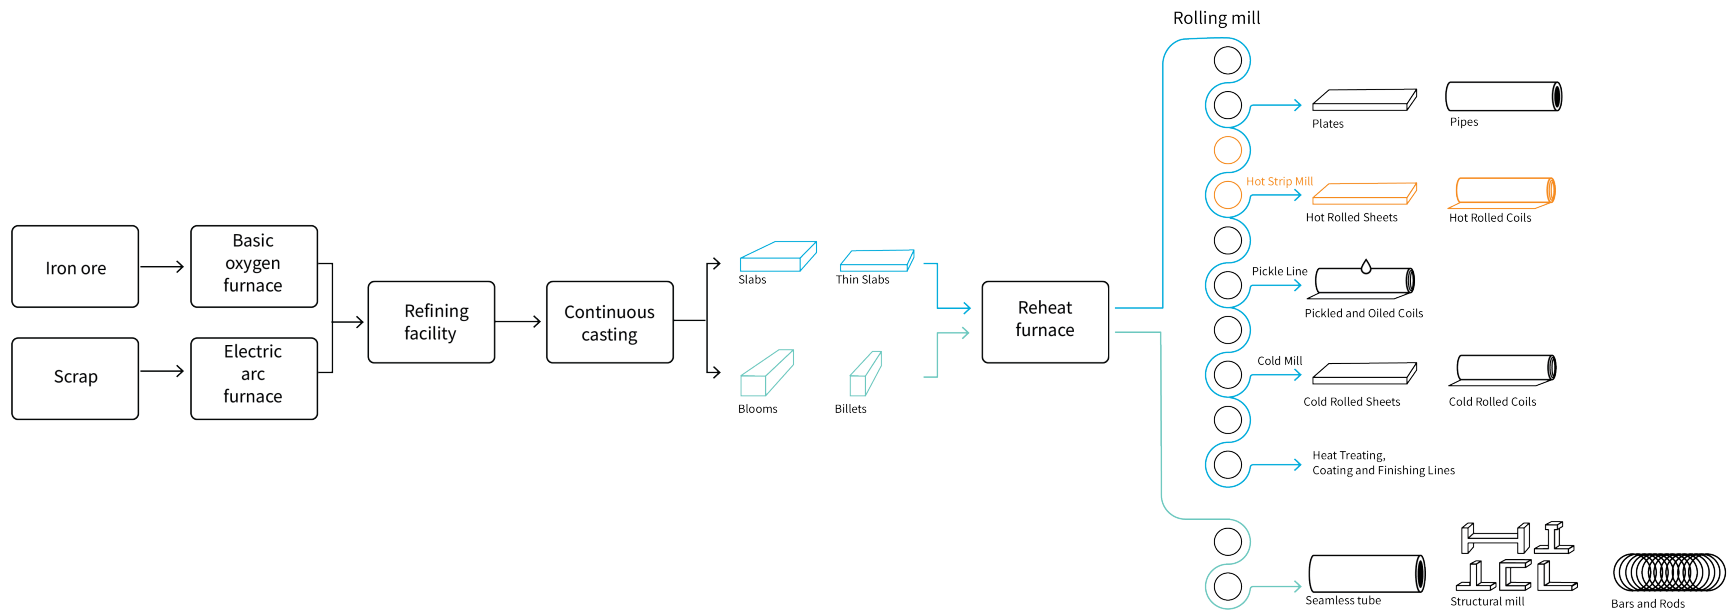 Rolling mill
Plates
Pipes
Hot Strip Mill
Hot Rolled Sheets
Hot Rolled Coils
Iron ore
Basic
oxygen
furnace
Scrap
Electric
arc
furnace
Refining
facility
Continuous
casting
Slabs
Thin Slabs
Blooms
Billets
Reheat
furnace
Pickle Line
Pickled and Oiled Coils
Cold Mill
Cold Rolled Sheets
Cold Rolled Coils
Heat Treating,
Coating and Finishing Lines
Seamless tube
Structural mill
Bars and Rods